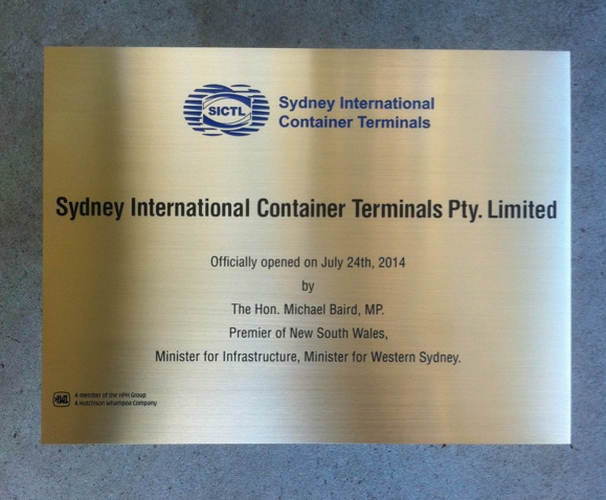 SICTL
Sydney International
Container Terminals
Sydney International Container Terminals Pty. Limited
Officially opened on July 24th, 2014
by
The Hon. Michael Baird, MP.
Premier of New South Wales,
Minister for Infrastructure, Minister for Western Sydney.
A member of the HPH Group
A Hutchison Whampoa Company